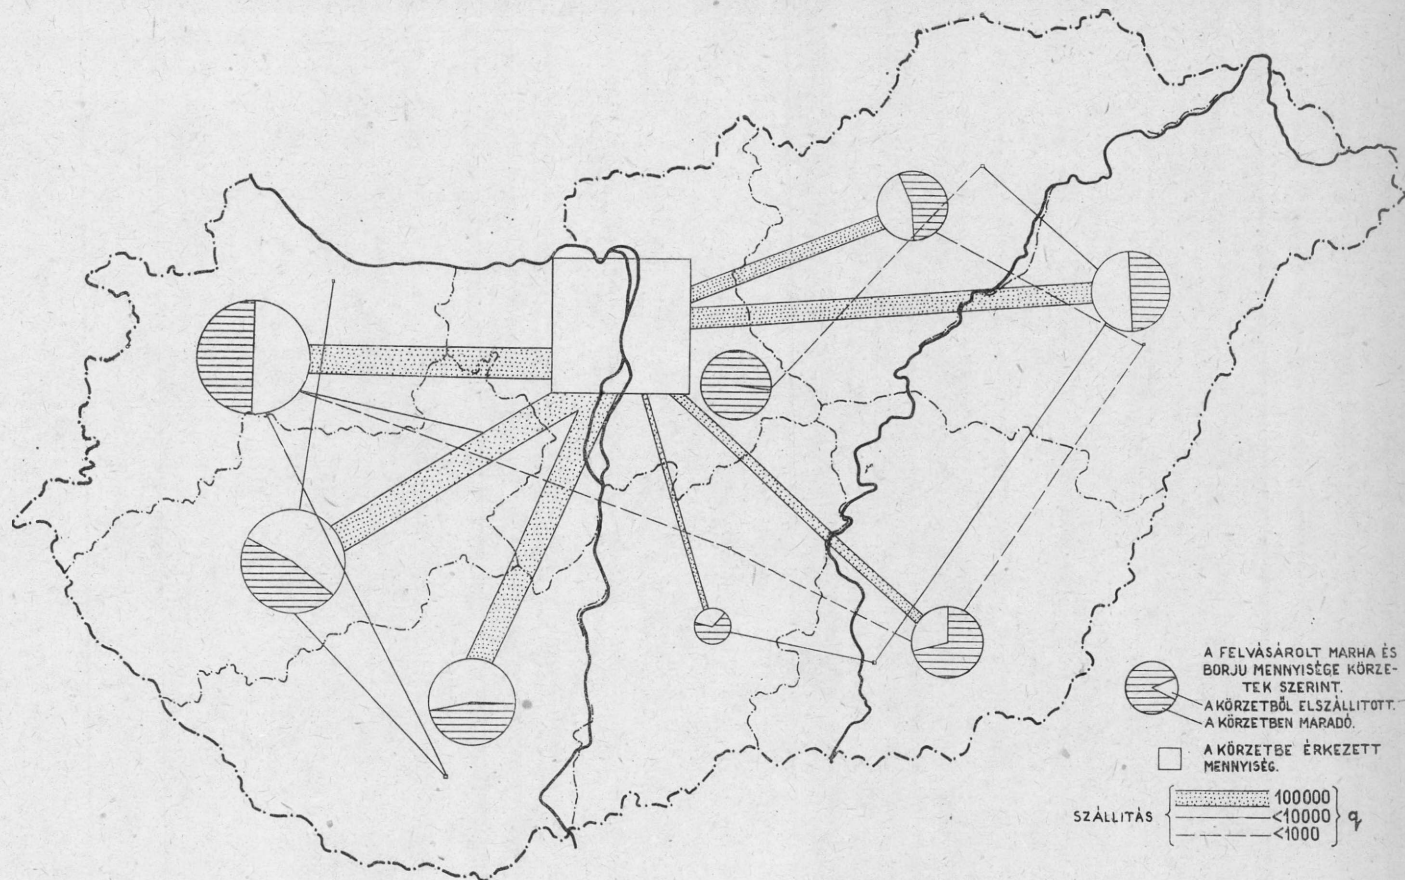 A FELVÁSÁROLT MARHA ÉS
BORJU MENNYISÉGE KÖRZE-
TEK SZERINT.
A KÖRZETBŐL ELSZÁLLITOTT.
A KÖRZETBEN MARADÓ.
A KÖRZETBE ÉRKEZETT
MENNYISÉG.
SZÁLLITÁS
100000
<10000
<1000
q